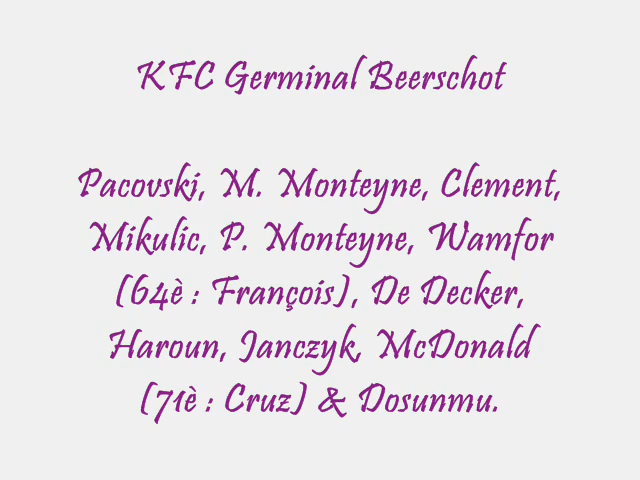 KFC Germinal Beerschot
Pacovski, M. Monteyne, Clement,
Mikulic, P. Monteyne, Wamfor
(64è : François), De Decker,
Haroun, Janczyk, McDonald
(71è : Cruz) & Dosunmu.